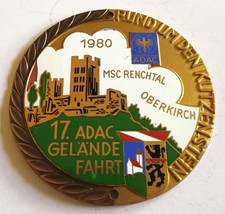 RUND UM DEN KUTZENSTEIN
1980
ADAC
MSC RENCHTAL
OBERKIRCH
17. ADAC
GELÄNDE
FAHRT